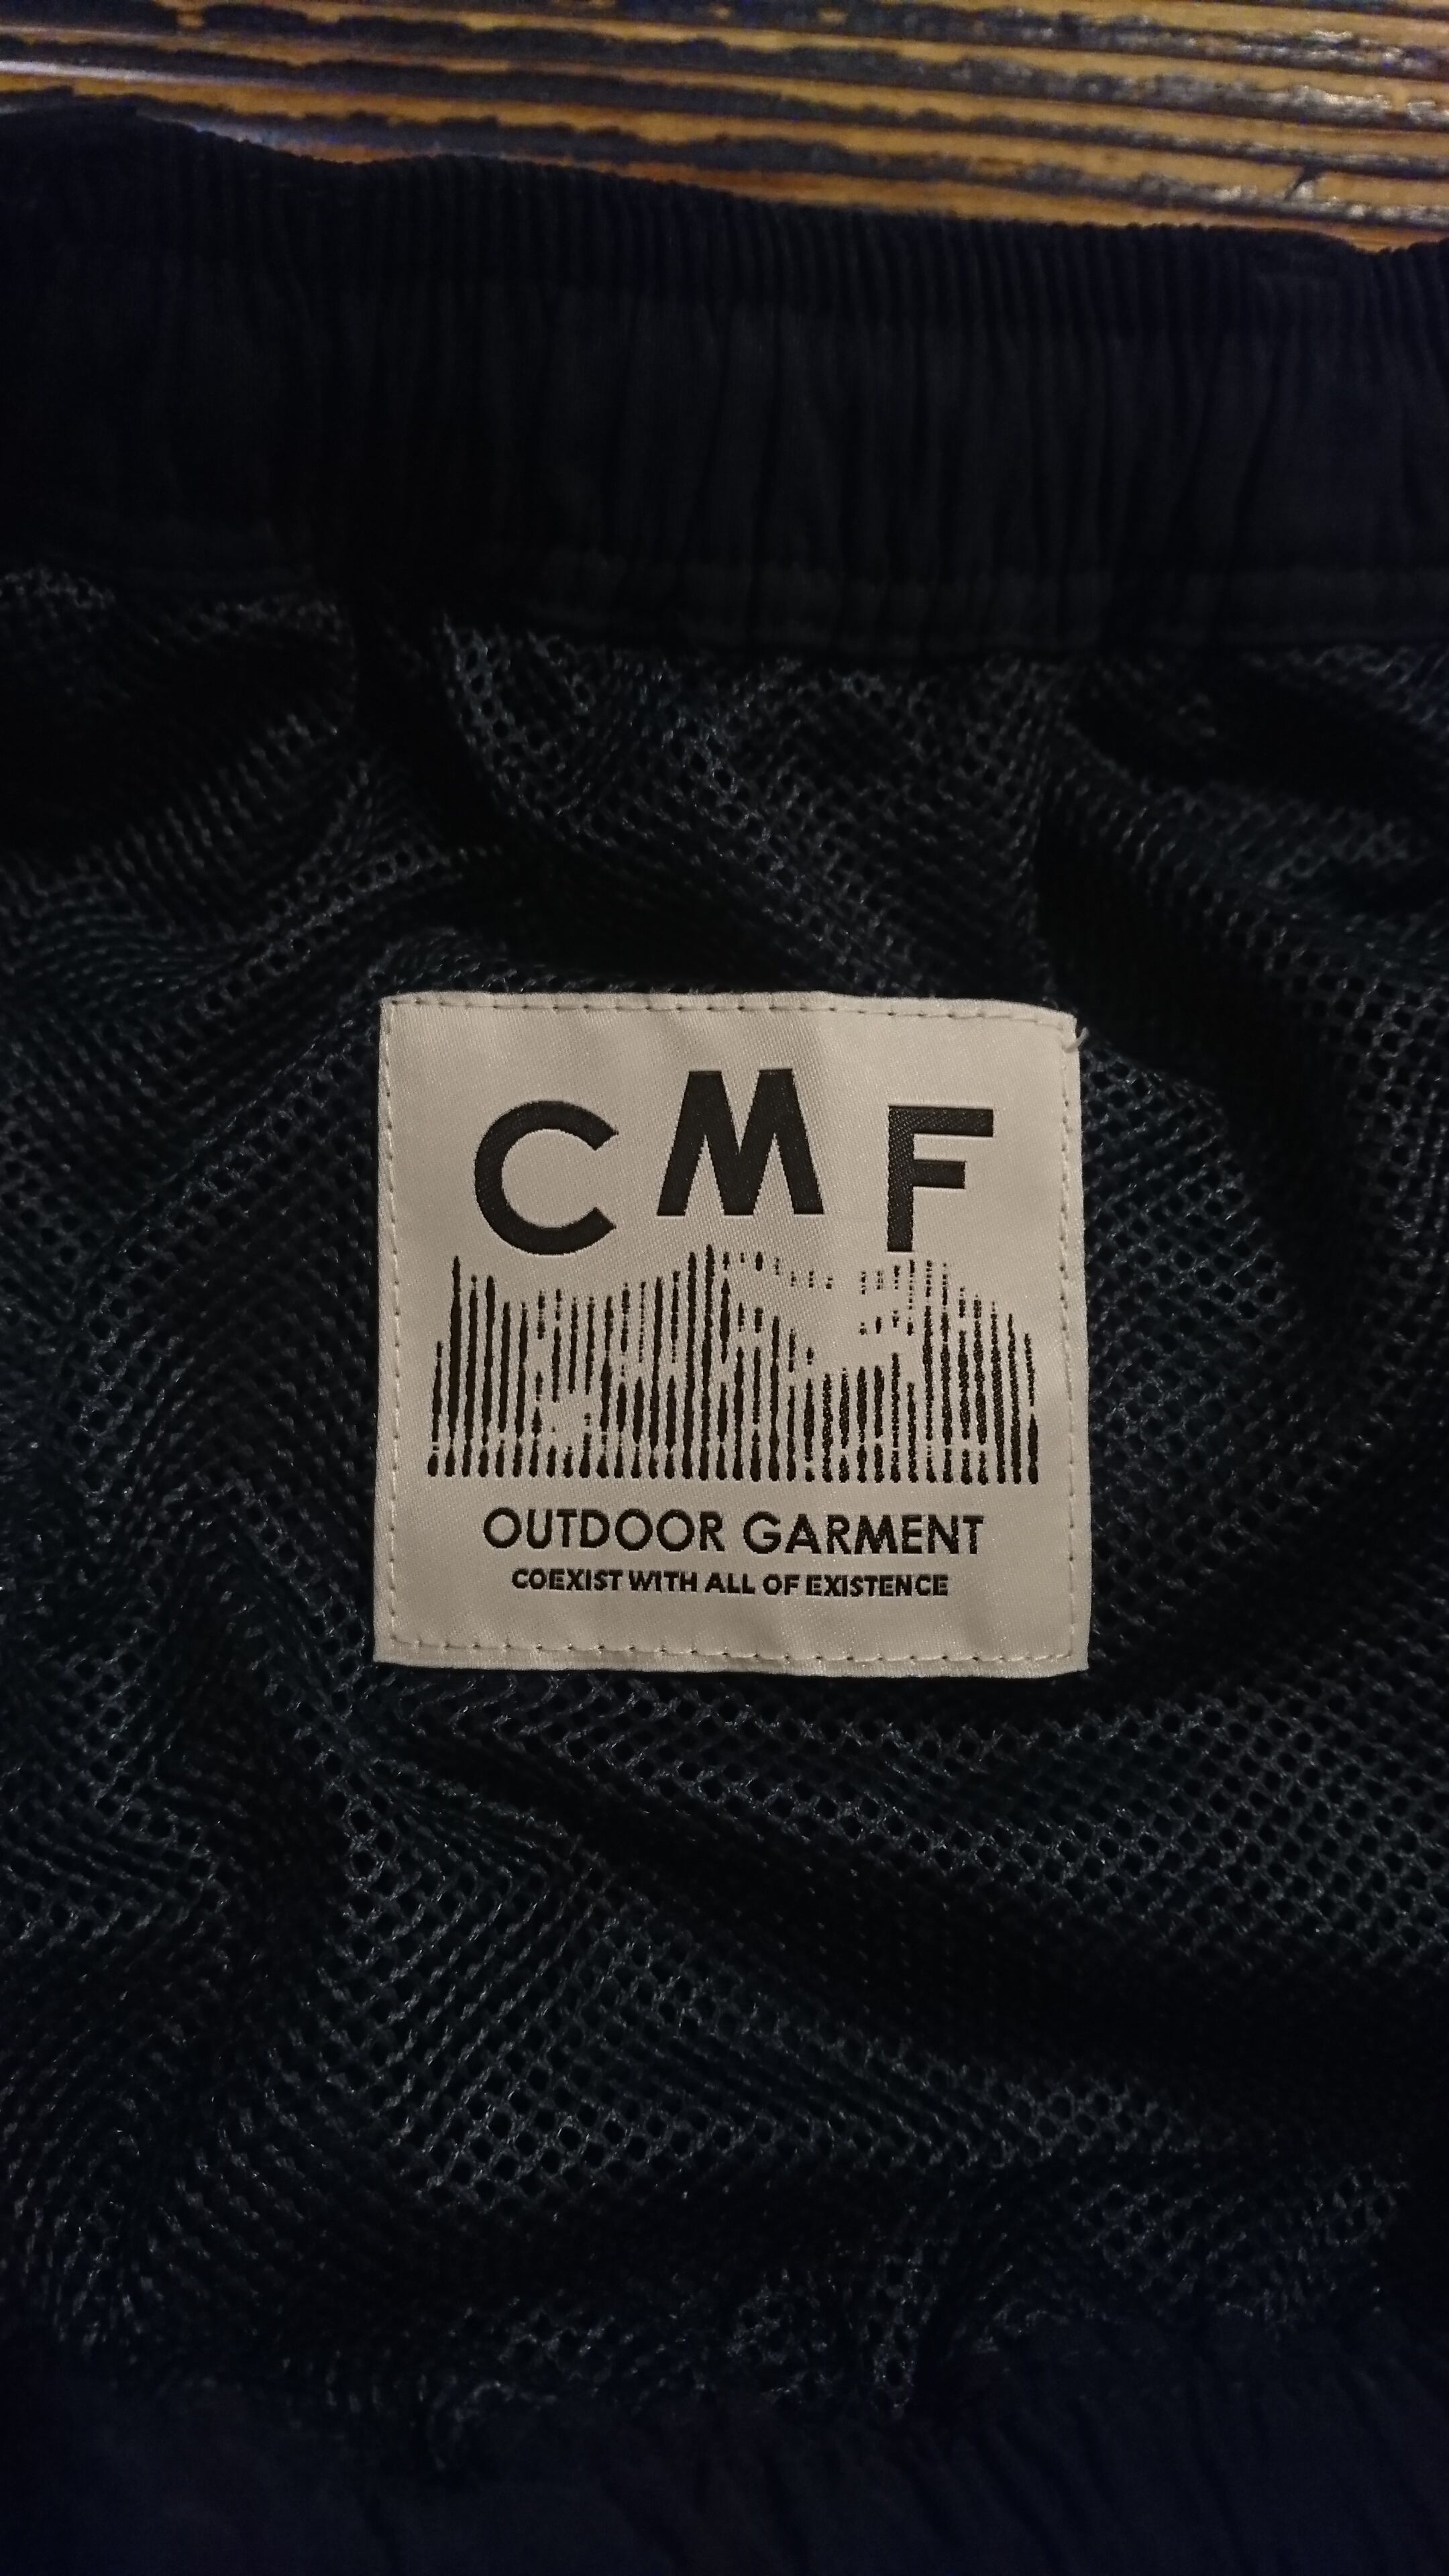 CMF
OUTDOOR GARMENT
COEXIST WITH ALL OF EXISTENCE